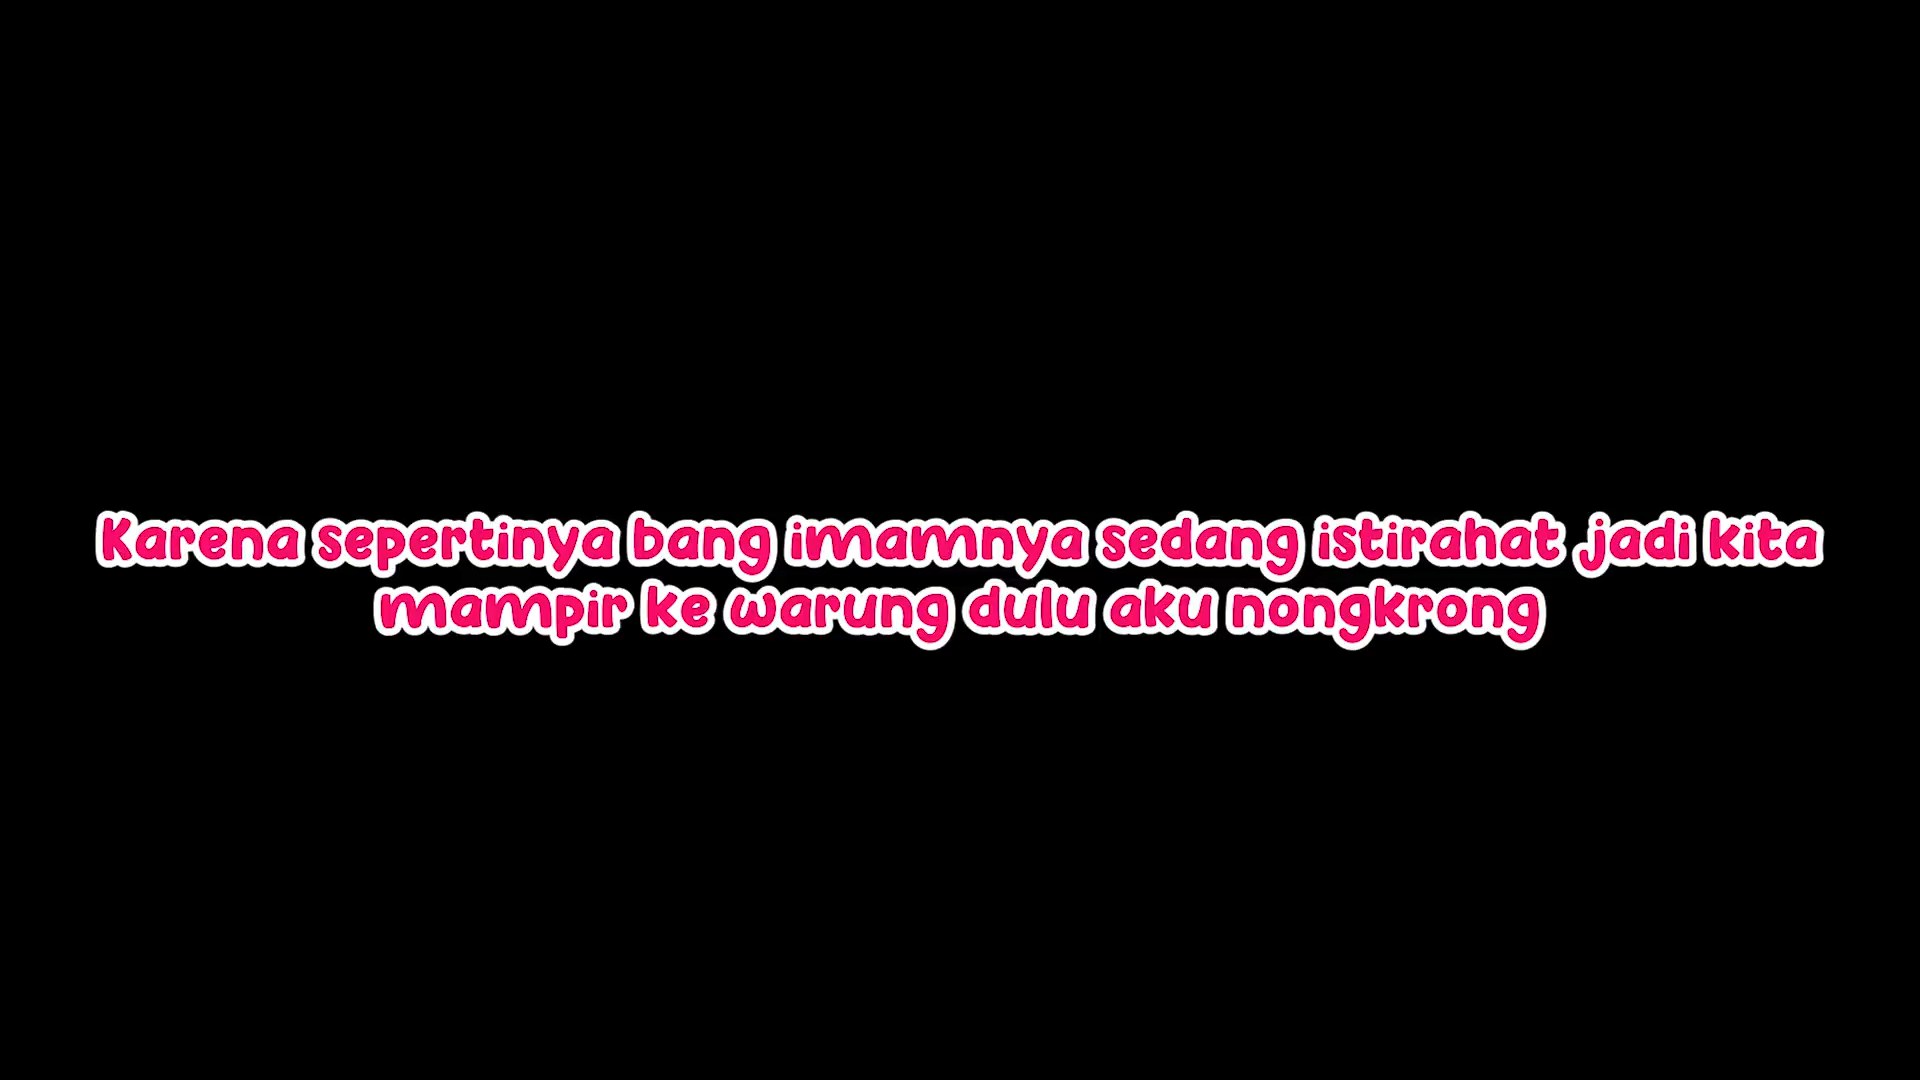 Karena sepertinya bang imamnya sedang istirahat jadi kita
mampir ke warung dulu aku nongkrong